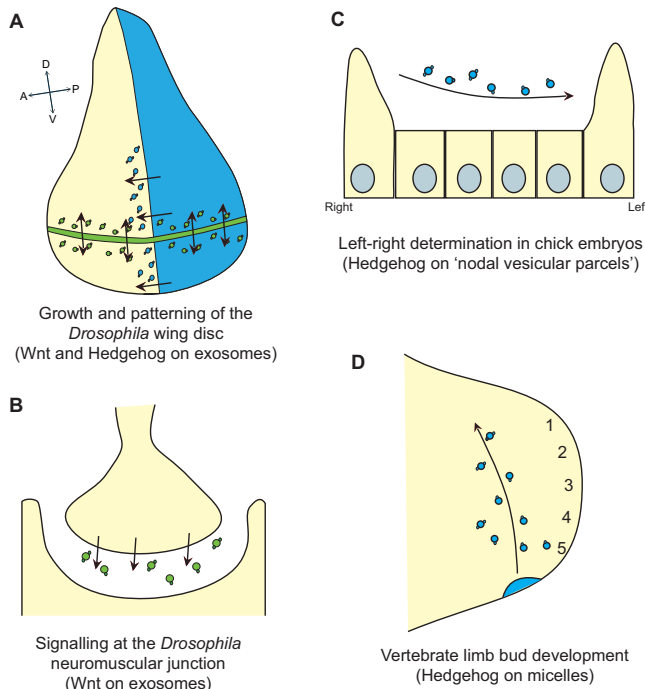 A
D
A
P
V
Growth and patterning of the
Drosophila wing disc
(Wnt and Hedgehog on exosomes)
B
Signalling at the Drosophila
neuromuscular junction
(Wnt on exosomes)
C
Right
Lef
Left-right determination in chick embryos
(Hedgehog on ‘nodal vesicular parcels’)
D
1
2
3
4
5
Vertebrate limb bud development
(Hedgehog on micelles)